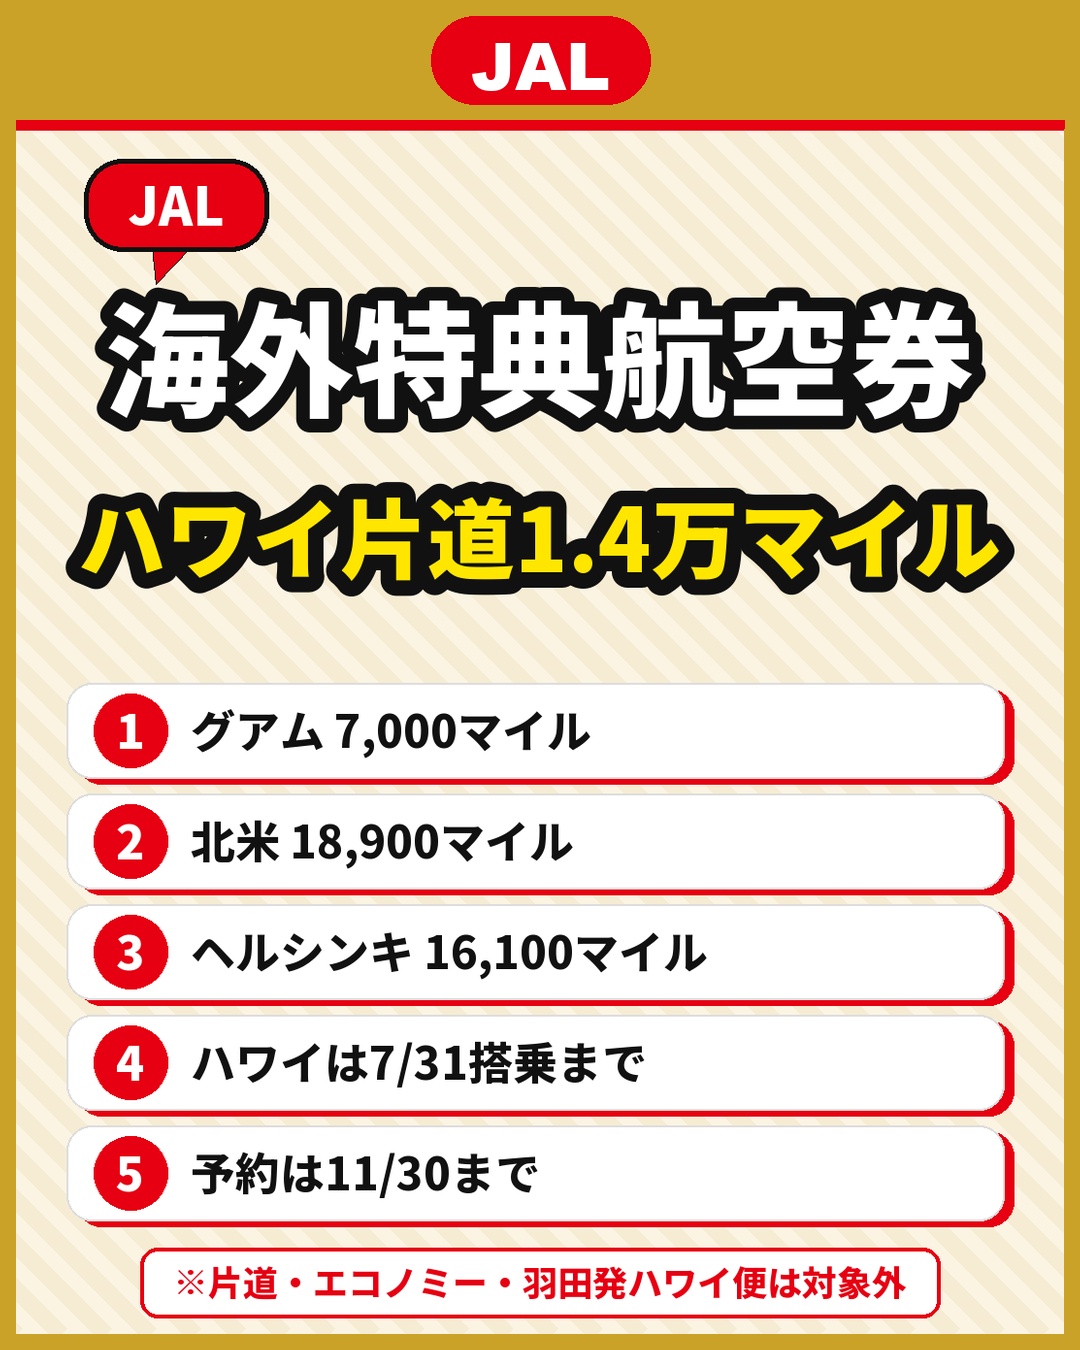 JAL
JAL
海外特典航空券
ハワイ片道1.4万マイル
1 グアム 7,000マイル
2 北米 18,900マイル
3 ヘルシンキ 16,100マイル
4 ハワイは7/31搭乗まで
5 予約は11/30まで
※片道・エコノミー・羽田発ハワイ便は対象外